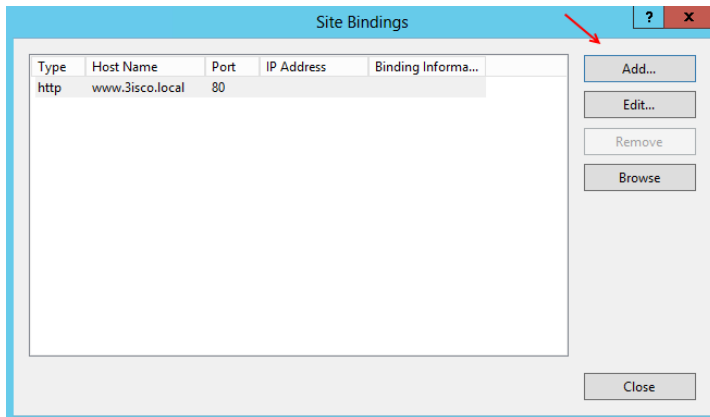 Site Bindings
? x
Type Host Name Port IP Address Binding Informa...
http www.3isco.local 80
Add...
Edit...
Remove
Browse
Close